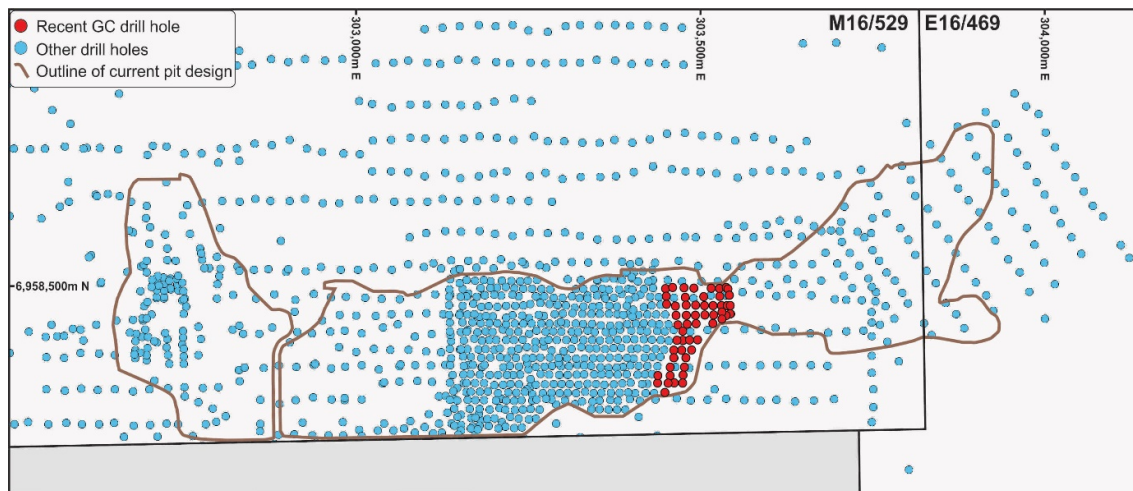 Recent GC drill hole
Other drill holes
Outline of current pit design
303,000m E
303,500m E
M16/529
E16/469
304,000m E
6,958,500m N